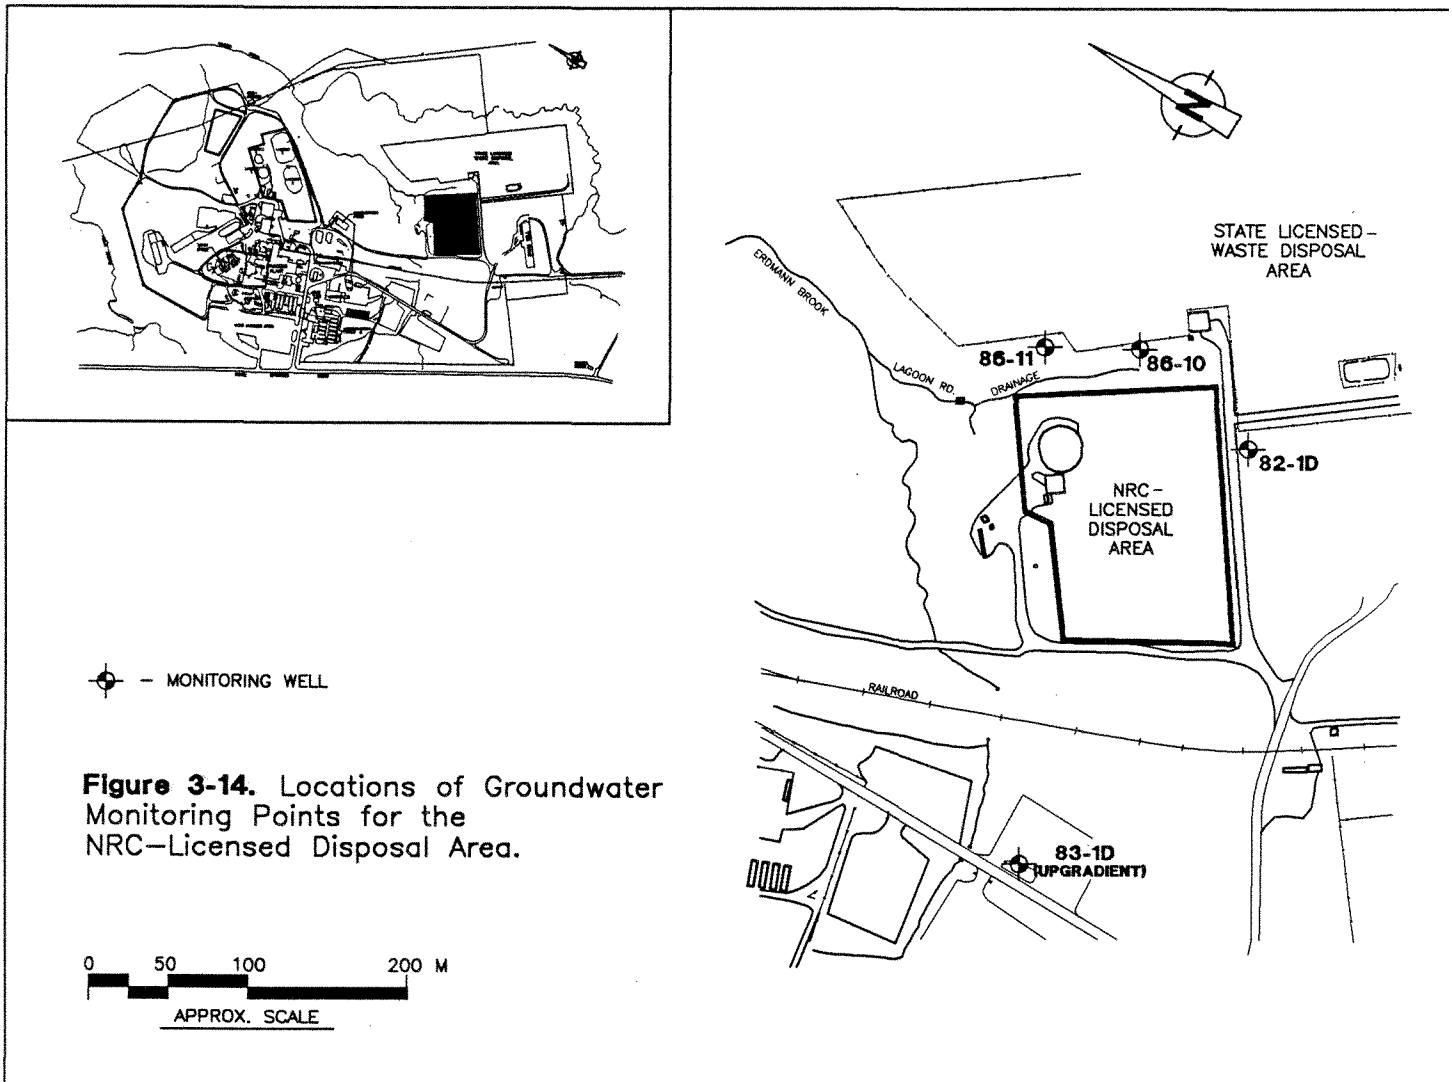 N
STATE LICENSED-
WASTE DISPOSAL
AREA
ERDMANN BROOK
86-11
86-10
LAGOON RD.
DRAINAGE
82-1D
NRC-
LICENSED
DISPOSAL
AREA
- MONITORING WELL
RAILROAD
Figure 3-14. Locations of Groundwater
Monitoring Points for the
NRC-Licensed Disposal Area.
83-1D
(UPGRADIENT)
0 50 100 200 M
APPROX. SCALE